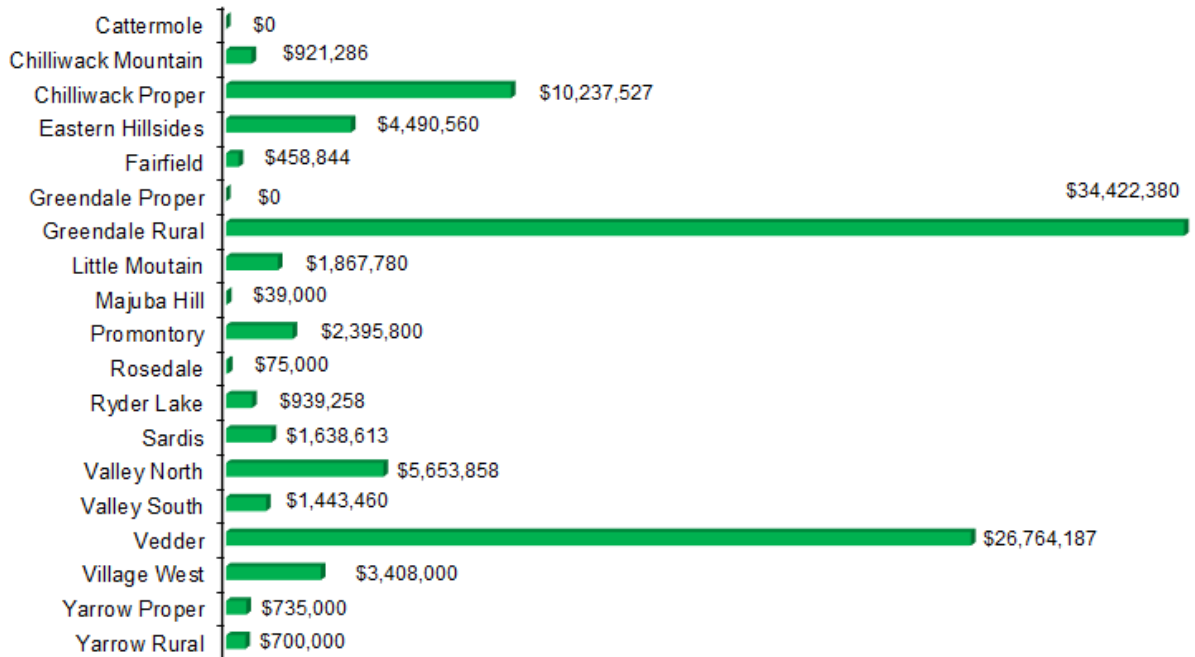 Cattermole $0
Chilliwack Mountain $921,286
Chilliwack Proper $10,237,527
Eastern Hillsides $4,490,560
Fairfield $458,844
Greendale Proper $0
$34,422,380
Greendale Rural
Little Moutain $1,867,780
Majuba Hill $39,000
Promontory $2,395,800
Rosedale $75,000
Ryder Lake $939,258
Sardis $1,638,613
Valley North $5,653,858
Valley South $1,443,460
Vedder $26,764,187
Village West $3,408,000
Yarrow Proper $735,000
Yarrow Rural $700,000